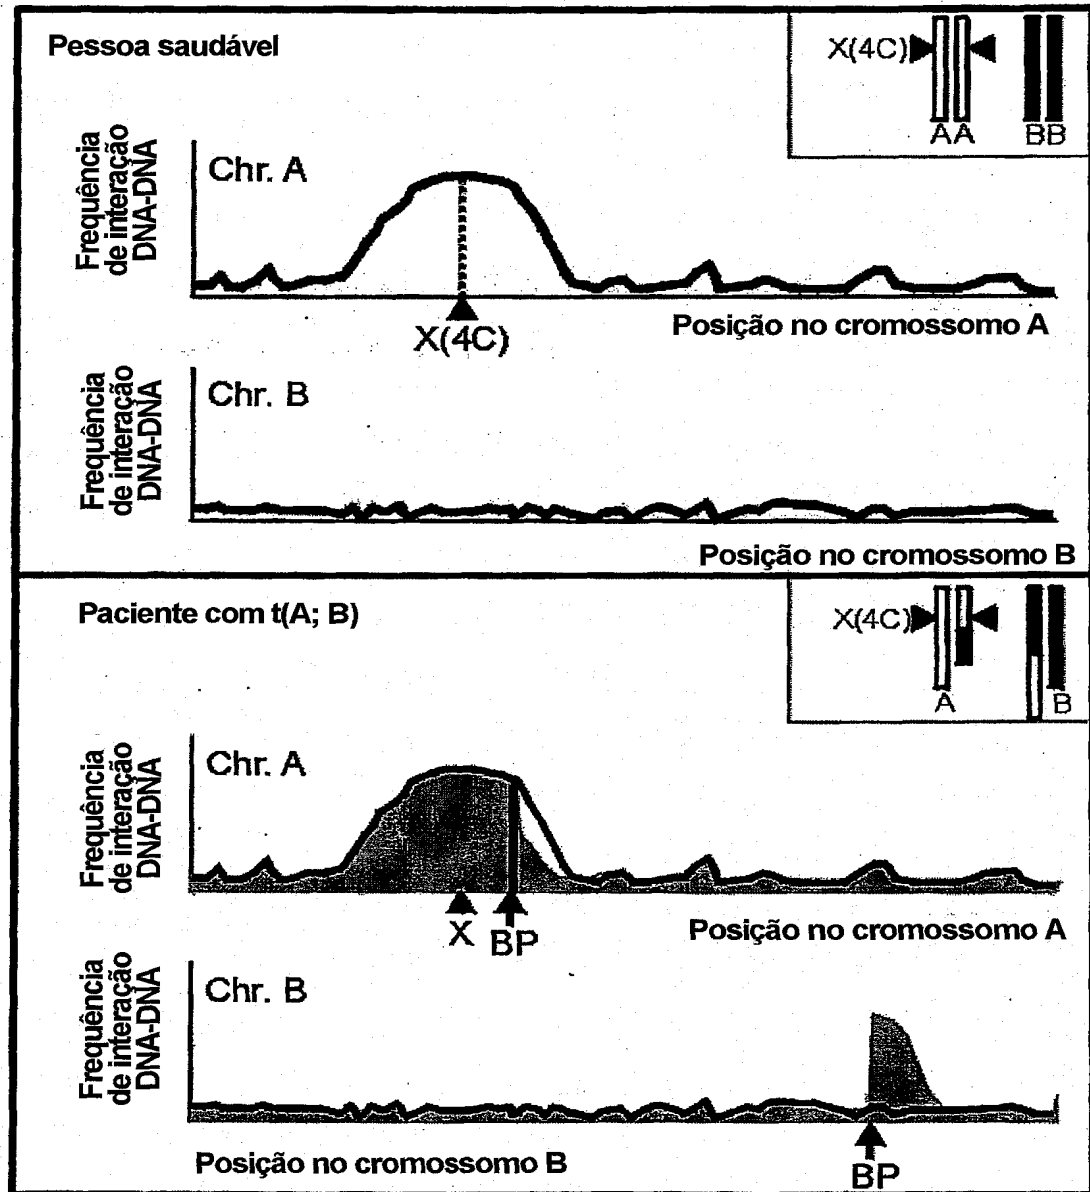 Pessoa saudável
X(4C)
AA
BB
Frequência
de interação
DNA-DNA
Chr. A
X(4C)
Posição no cromossomo A
Frequência
de interação
DNA-DNA
Chr. B
Posição no cromossomo B
Paciente com t(A; B)
X(4C)
A
B
Frequência
de interação
DNA-DNA
Chr. A
X
BP
Posição no cromossomo A
Frequência
de interação
DNA-DNA
Chr. B
Posição no cromossomo B
BP